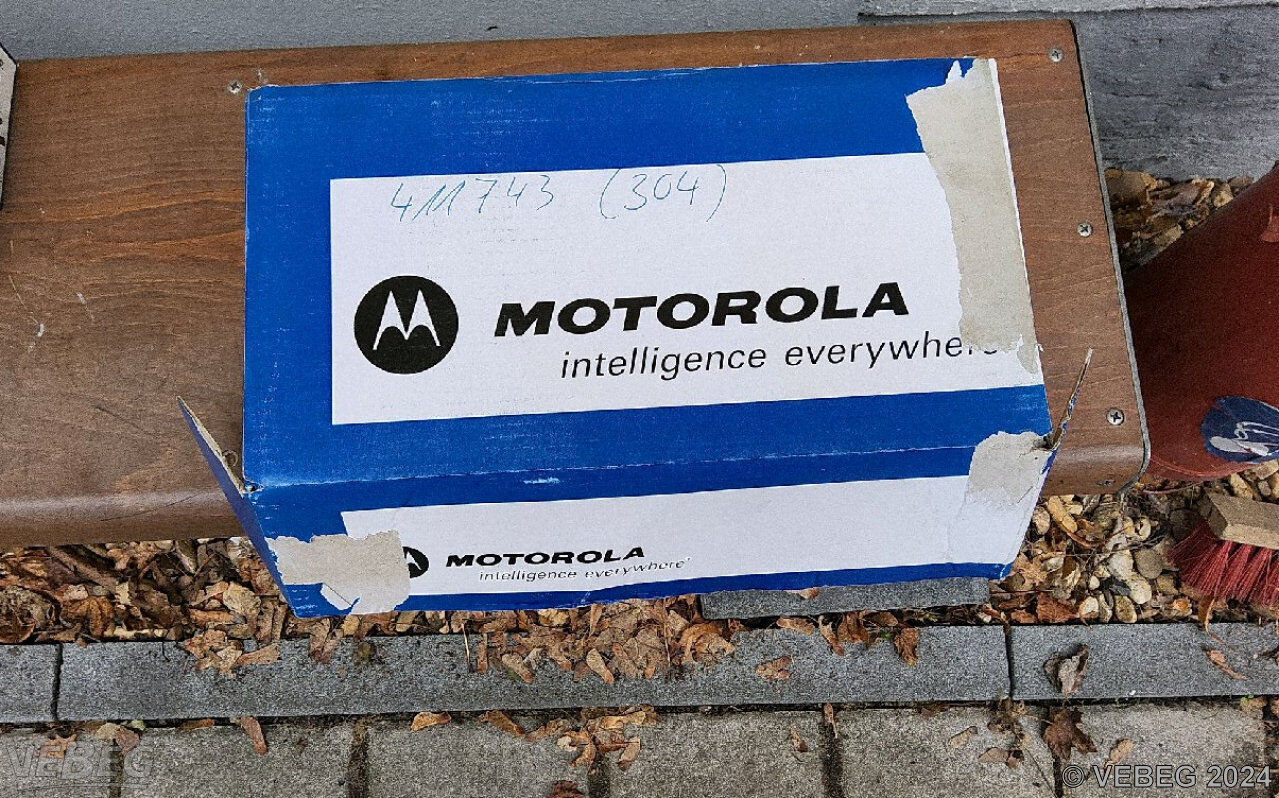 411743 (304)
MOTOROLA
intelligence everywhere
MOTOROLA
intelligence everywhere
VEBEG
© VEBEG 2024